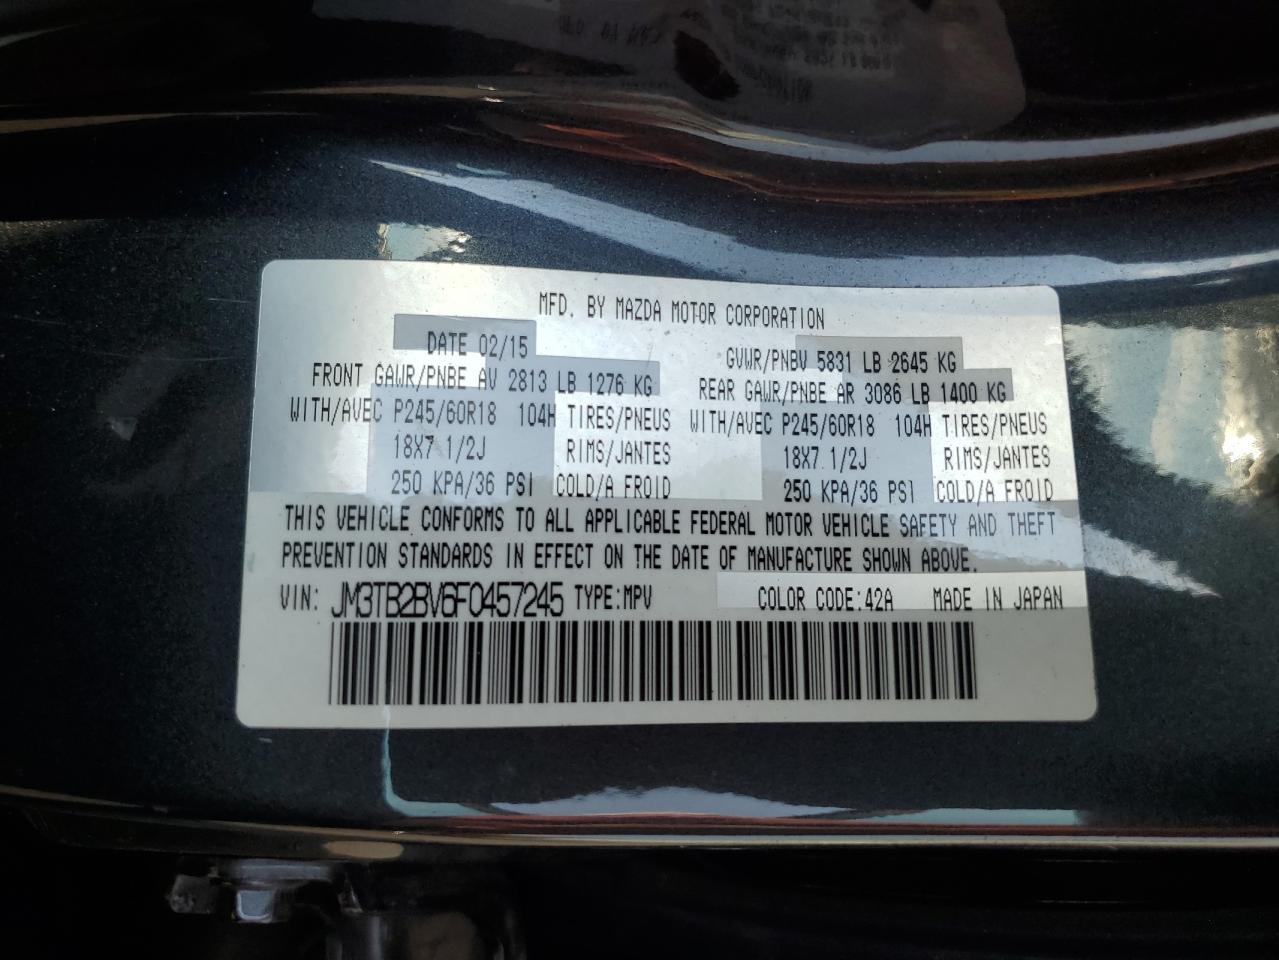 MFD. BY MAZDA MOTOR CORPORATION
DATE 02/15 GVWR/PNBV 5831 LB 2645 KG
FRONT GAWR/PNBE AV 2813 LB 1276 KG REAR GAWR/PNBE AR 3086 LB 1400 KG
WITH/AVEC P245/60R18 104H TIRES/PNEUS WITH/AVEC P245/60R18 104H TIRES/PNEUS
18X7 1/2J RIMS/JANTES 18X7 1/2J RIMS/JANTES
250 KPA/36 PSI COLD/A FROID 250 KPA/36 PSI COLD/A FROID
THIS VEHICLE CONFORMS TO ALL APPLICABLE FEDERAL MOTOR VEHICLE SAFETY AND THEFT
PREVENTION STANDARDS IN EFFECT ON THE DATE OF MANUFACTURE SHOWN ABOVE.
VIN: JM3TB2BV6F0457245 TYPE:MPV COLOR CODE:42A MADE IN JAPAN